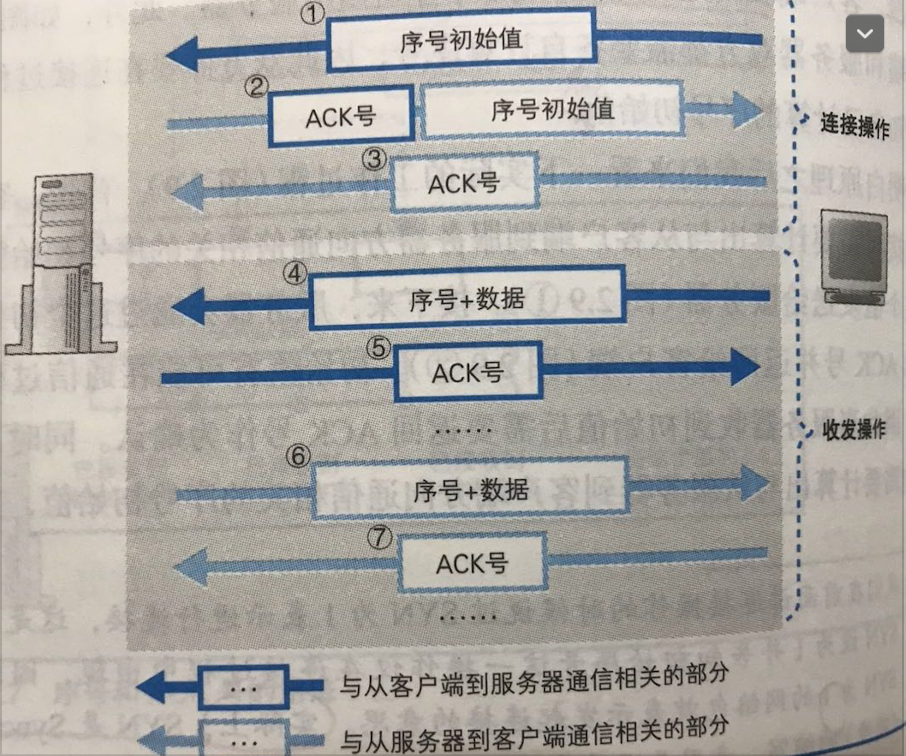 ①
序号初始值
②
ACK号
序号初始值
③
ACK号
连接操作
④
序号+数据
⑤
ACK号
……
收发操作
⑥
序号+数据
⑦
ACK号
……
… 与从客户端到服务器通信相关的部分
… 与从服务器到客户端通信相关的部分